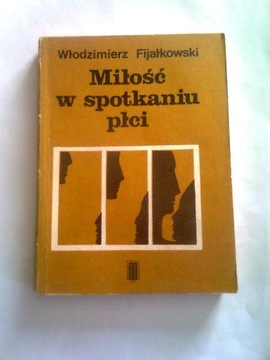 Włodzimierz Fijałkowski
Miłość
w spotkaniu
płci